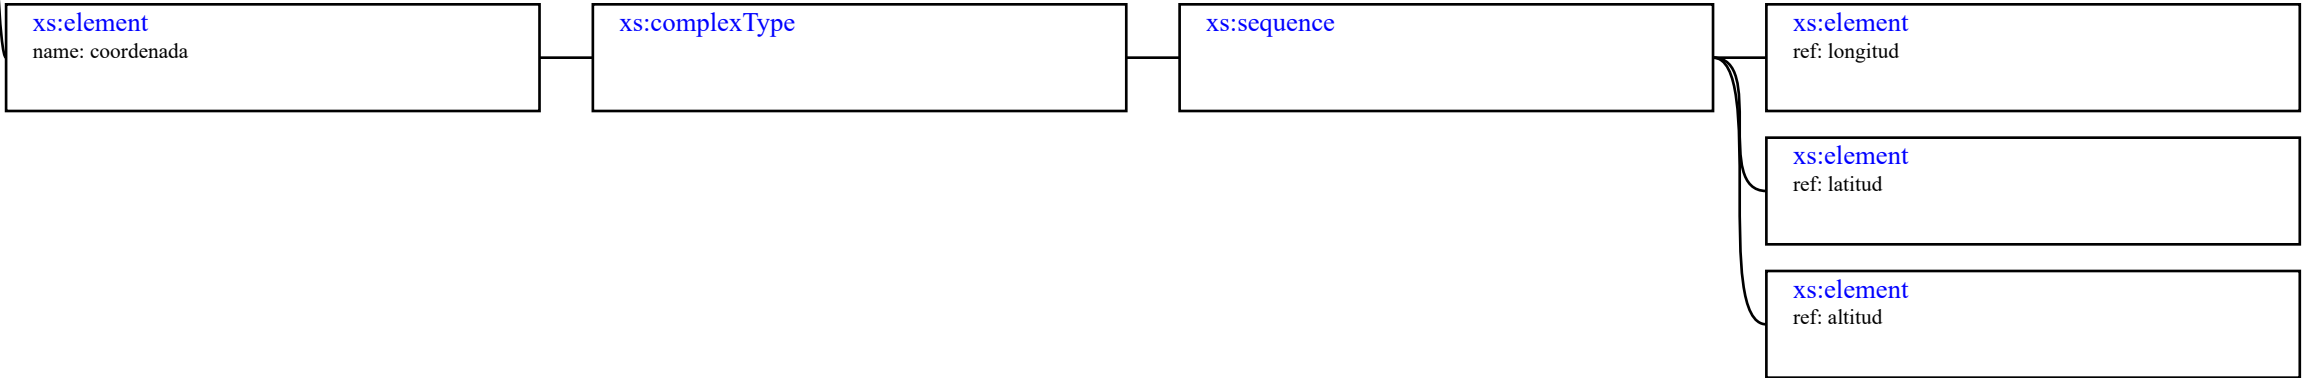 xs:element
name: coordenada
xs:complexType
xs:sequence
xs:element
ref: longitud
xs:element
ref: latitud
xs:element
ref: altitud